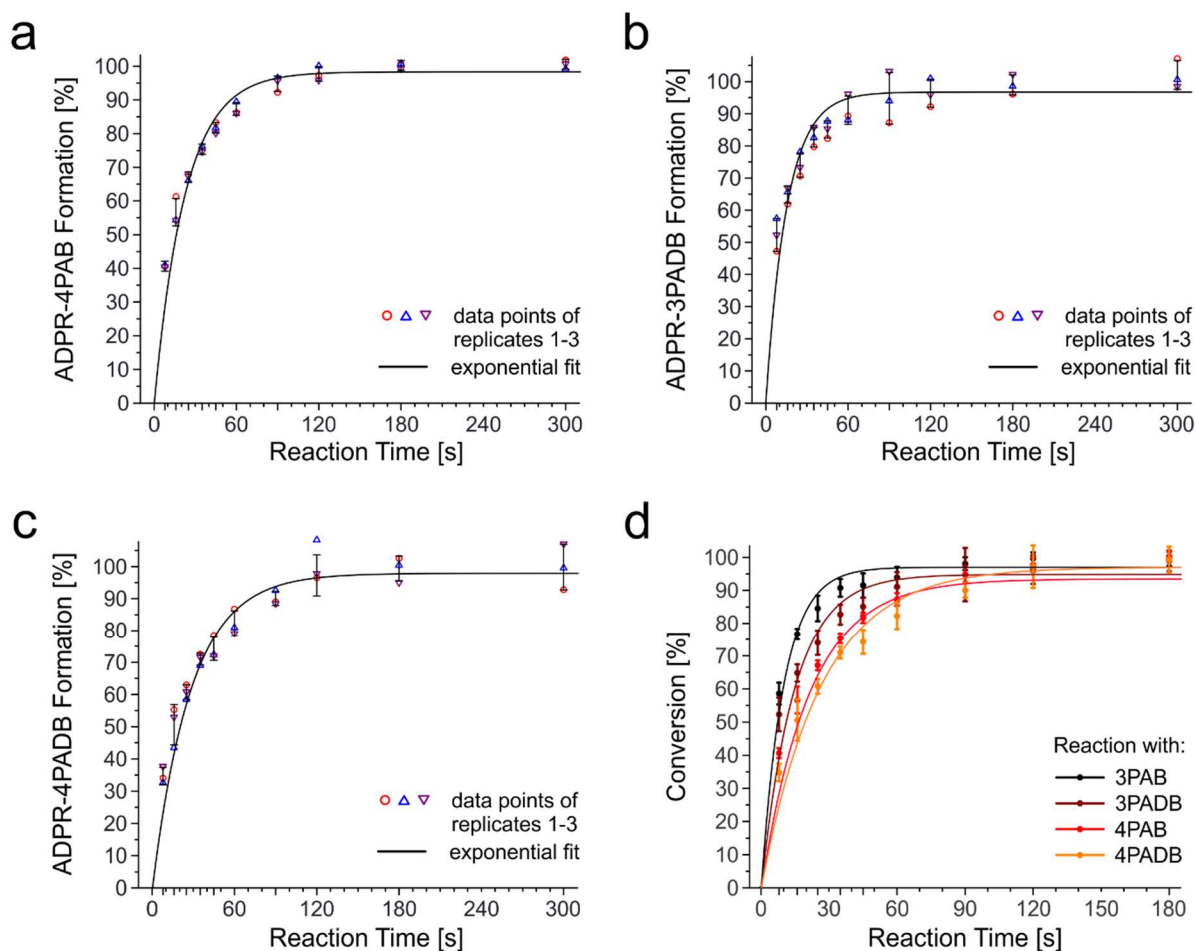 a
ADPR-4PAB Formation [%]
100
90
80
70
60
50
40
30
20
10
0
0 60 120 180 240 300
Reaction Time [s]
data points of
replicates 1-3
exponential fit
b
ADPR-3PADB Formation [%]
100
90
80
70
60
50
40
30
20
10
0
0 60 120 180 240 300
Reaction Time [s]
data points of
replicates 1-3
exponential fit
c
ADPR-4PADB Formation [%]
100
90
80
70
60
50
40
30
20
10
0
0 60 120 180 240 300
Reaction Time [s]
data points of
replicates 1-3
exponential fit
d
Conversion [%]
100
90
80
70
60
50
40
30
20
10
0
0 30 60 90 120 150 180
Reaction Time [s]
Reaction with:
3PAB
3PADB
4PAB
4PADB